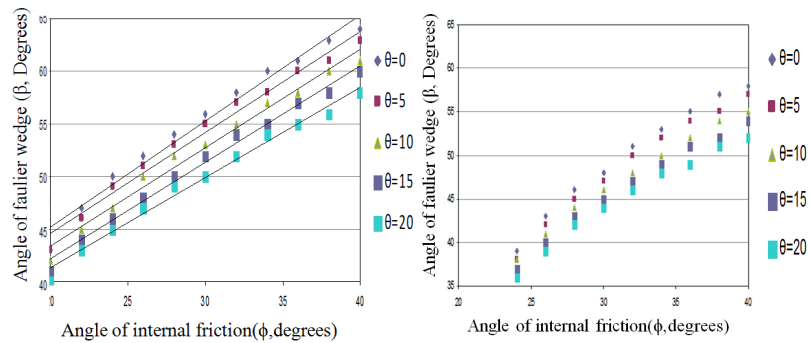 Angle of faulier wedge (β, Degrees)
65
60
55
50
45
40
20
25
30
35
40
Angle of internal friction(ϕ,degrees)
θ=0
θ=5
θ=10
θ=15
θ=20
Angle of faulier wedge (β, Degrees)
65
60
55
50
45
40
35
20
25
30
35
40
Angle of internal friction(ϕ,degrees)
θ=0
θ=5
θ=10
θ=15
θ=20